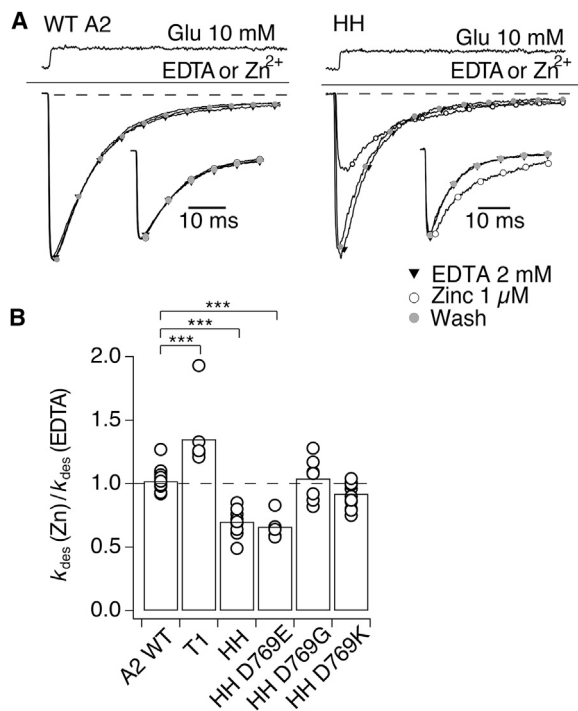 A
WT A2
HH
Glu 10 mM
Glu 10 mM
EDTA or Zn²⁺
EDTA or Zn²⁺
10 ms
10 ms
EDTA 2 mM
Zinc 1 µM
Wash
B
***
***
***
2.0
1.5
1.0
0.5
0.0
k_des (Zn) / k_des (EDTA)
A2 WT
T1
HH
HH D769E
HH D769G
HH D769K